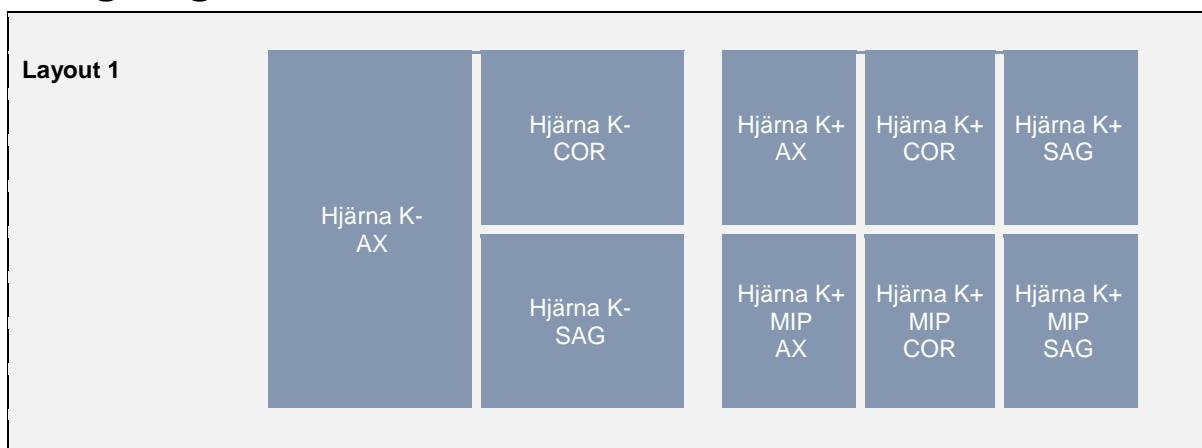 Layout 1
Hjärna K-
AX
Hjärna K-
COR
Hjärna K-
SAG
Hjärna K+
AX
Hjärna K+
COR
Hjärna K+
SAG
Hjärna K+
MIP
AX
Hjärna K+
MIP
COR
Hjärna K+
MIP
SAG